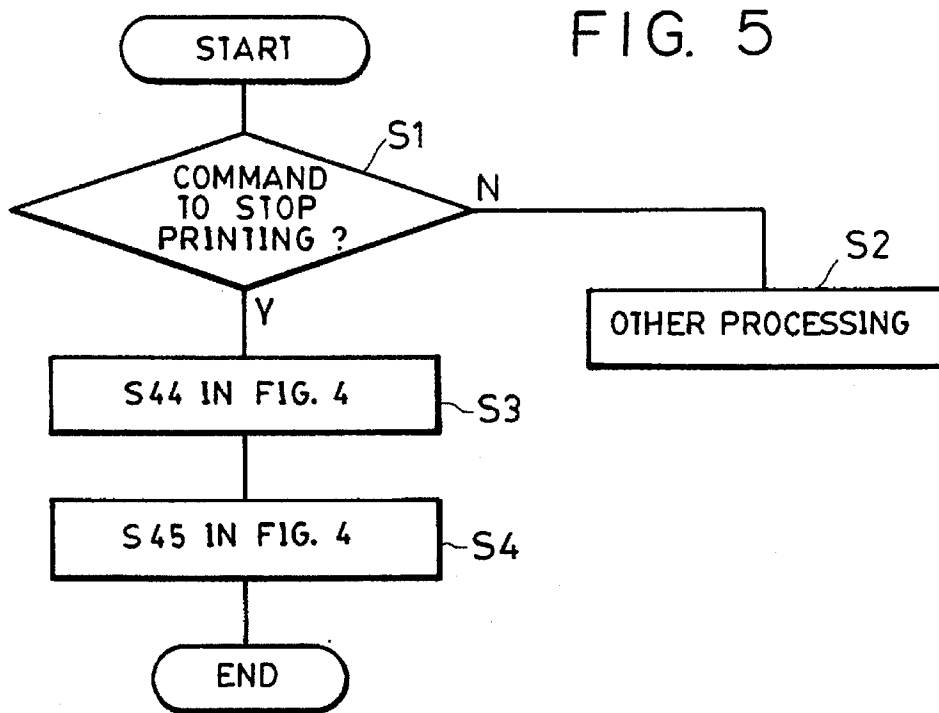 FIG. 5
START
S1
COMMAND
TO STOP
PRINTING ?
N
Y
S2
OTHER PROCESSING
S44 IN FIG. 4
S3
S45 IN FIG. 4
S4
END